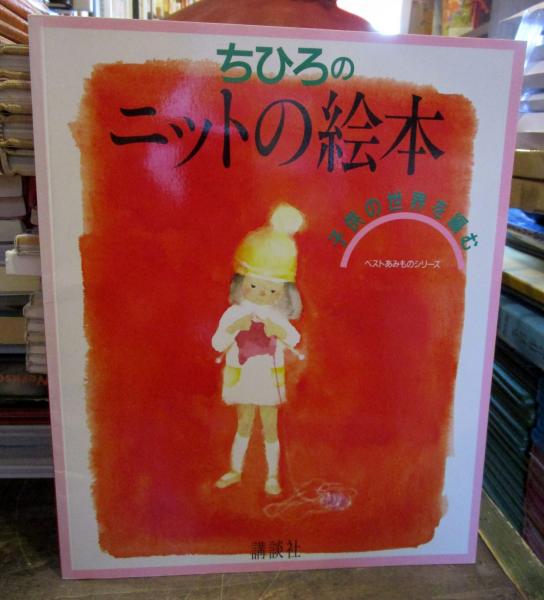 ちひろの
ニットの絵本
子供の世界を編む
ベストあみものシリーズ
講談社